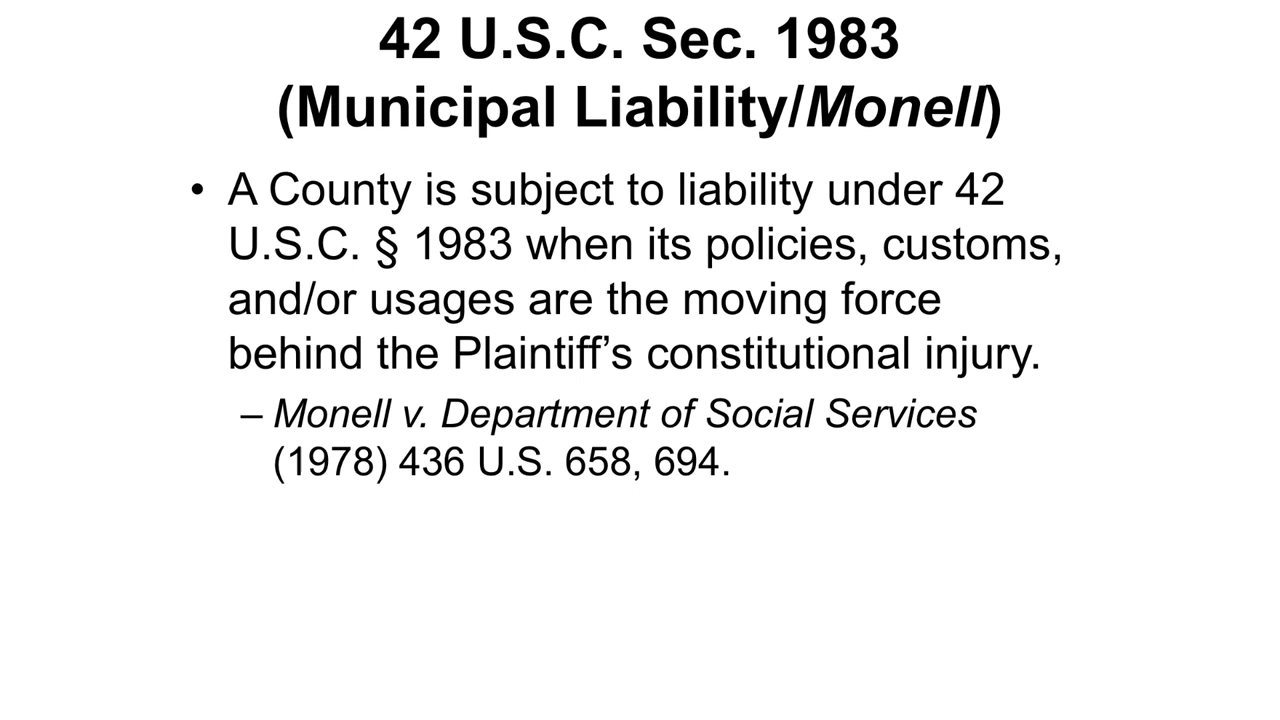 42 U.S.C. Sec. 1983
(Municipal Liability/Monell)
• A County is subject to liability under 42
U.S.C. § 1983 when its policies, customs,
and/or usages are the moving force
behind the Plaintiff’s constitutional injury.
– Monell v. Department of Social Services
(1978) 436 U.S. 658, 694.